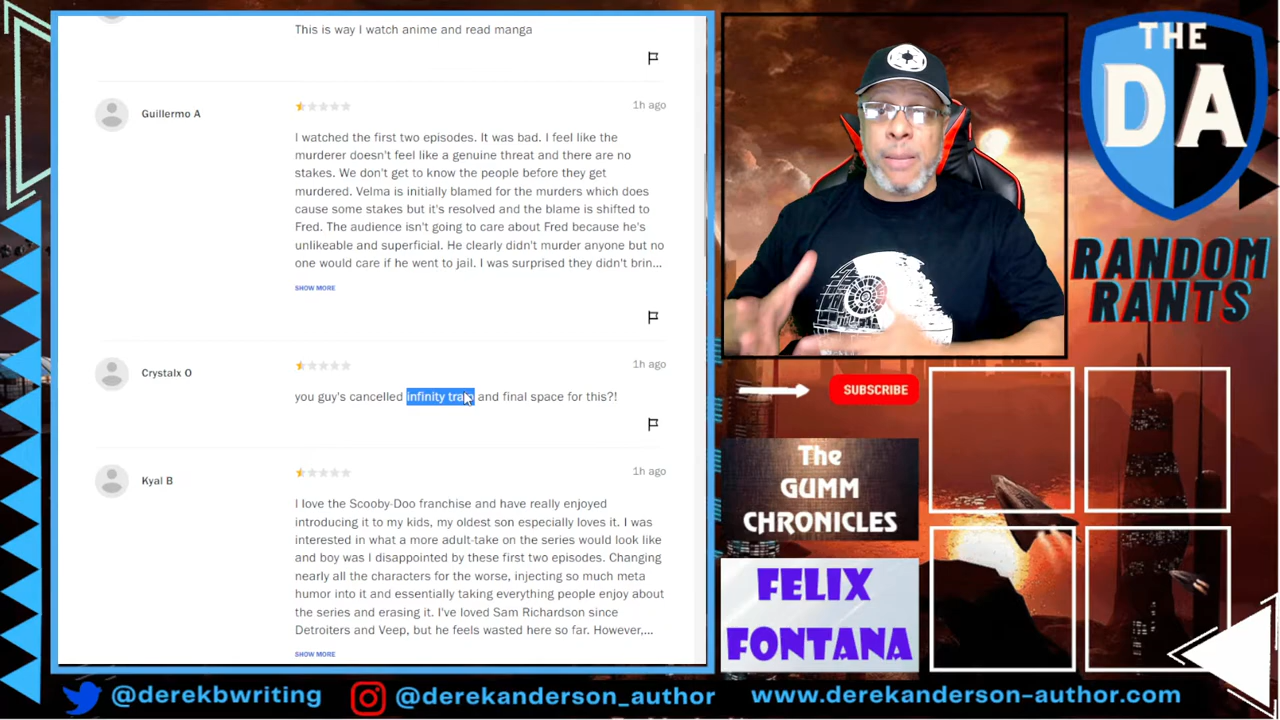 This is way I watch anime and read manga
Guillermo A
1h ago
I watched the first two episodes. It was bad. I feel like the
murderer doesn't feel like a genuine threat and there are no
stakes. We don't get to know the people before they get
murdered. Velma is initially blamed for the murders which does
cause some stakes but it's resolved and the blame is shifted to
Fred. The audience isn't going to care about Fred because he's
unlikeable and superficial. He clearly didn't murder anyone but no
one would care if he went to jail. I was surprised they didn't brin...
SHOW MORE
Crystalx O
1h ago
you guy's cancelled infinity train and final space for this?!
Kyal B
1h ago
I love the Scooby-Doo franchise and have really enjoyed
introducing it to my kids, my oldest son especially loves it. I was
interested in what a more adult-take on the series would look like
and boy was I disappointed by these first two episodes. Changing
nearly all the characters for the worse, injecting so much meta
humor into it and essentially taking everything people enjoy about
the series and erasing it. I've loved Sam Richardson since
Detroiters and Veep, but he feels wasted here so far. However,...
SHOW MORE
THE
DA
RANDOM
RANTS
SUBSCRIBE
The
GUMM
CHRONICLES
FELIX
FONTANA
@derekbwriting
@derekanderson_author
www.derekanderson-author.com